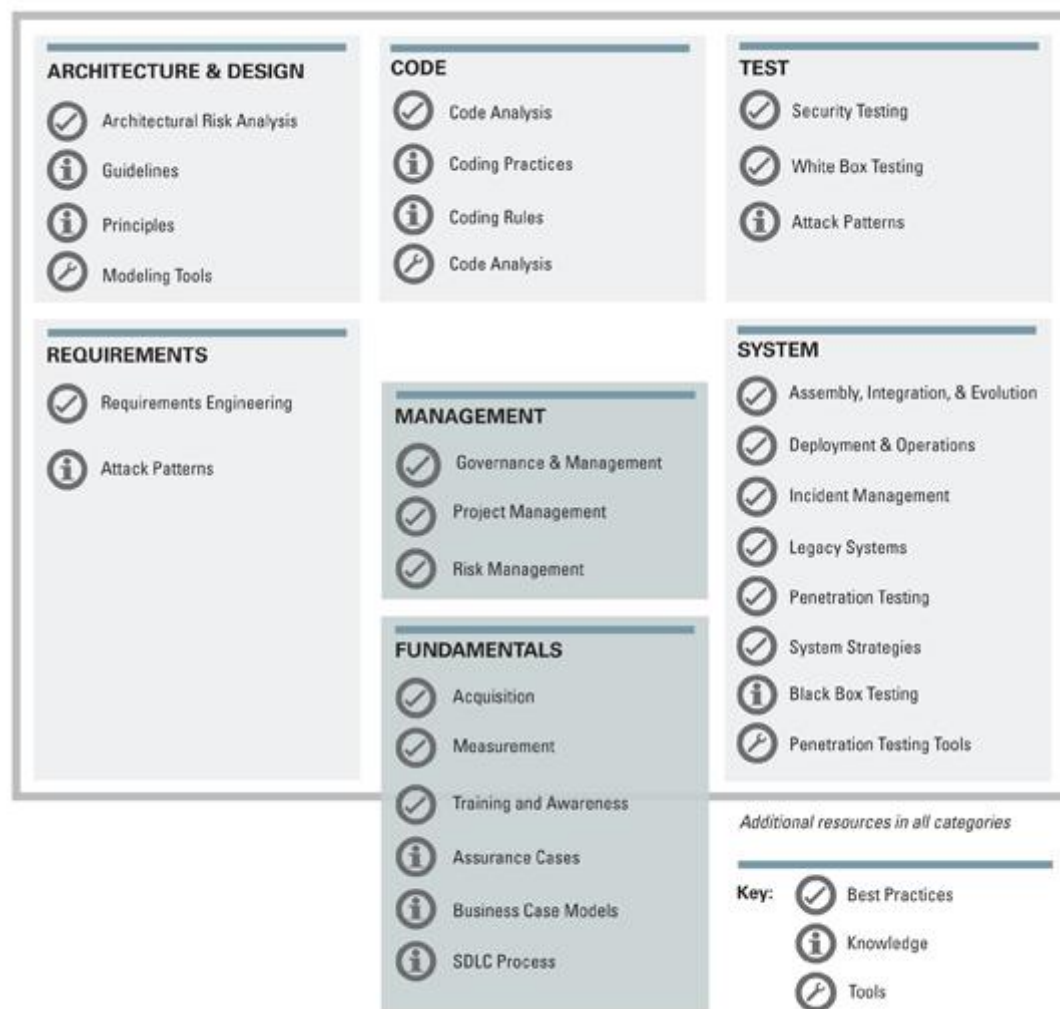 ARCHITECTURE & DESIGN
Architectural Risk Analysis
Guidelines
Principles
Modeling Tools
CODE
Code Analysis
Coding Practices
Coding Rules
Code Analysis
TEST
Security Testing
White Box Testing
Attack Patterns
REQUIREMENTS
Requirements Engineering
Attack Patterns
MANAGEMENT
Governance & Management
Project Management
Risk Management
SYSTEM
Assembly, Integration, & Evolution
Deployment & Operations
Incident Management
Legacy Systems
Penetration Testing
System Strategies
Black Box Testing
Penetration Testing Tools
FUNDAMENTALS
Acquisition
Measurement
Training and Awareness
Assurance Cases
Business Case Models
SDLC Process
Additional resources in all categories
Key:
Best Practices
Knowledge
Tools